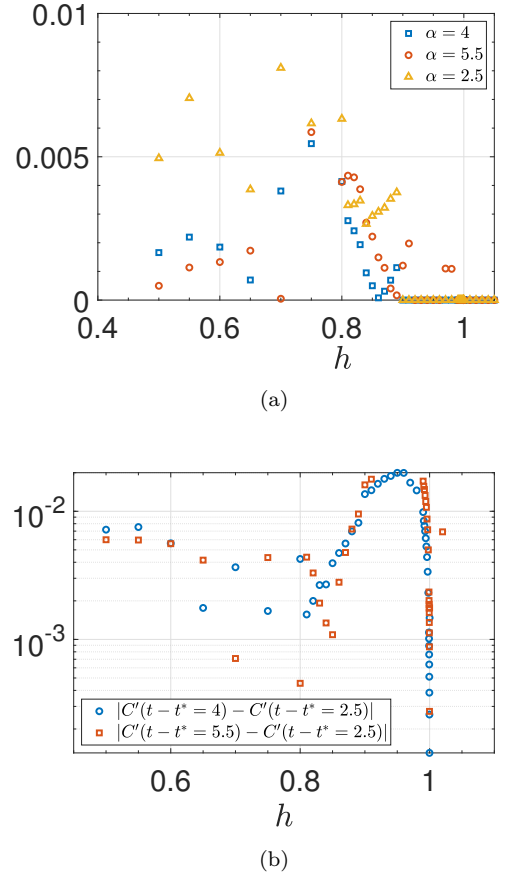 0.01
α = 4
α = 5.5
α = 2.5
0.005
0
0.4 0.6 0.8 1
h
(a)
10^{-2}
10^{-3}
|C′(t − t* = 4) − C′(t − t* = 2.5)|
|C′(t − t* = 5.5) − C′(t − t* = 2.5)|
0.6 0.8 1
h
(b)